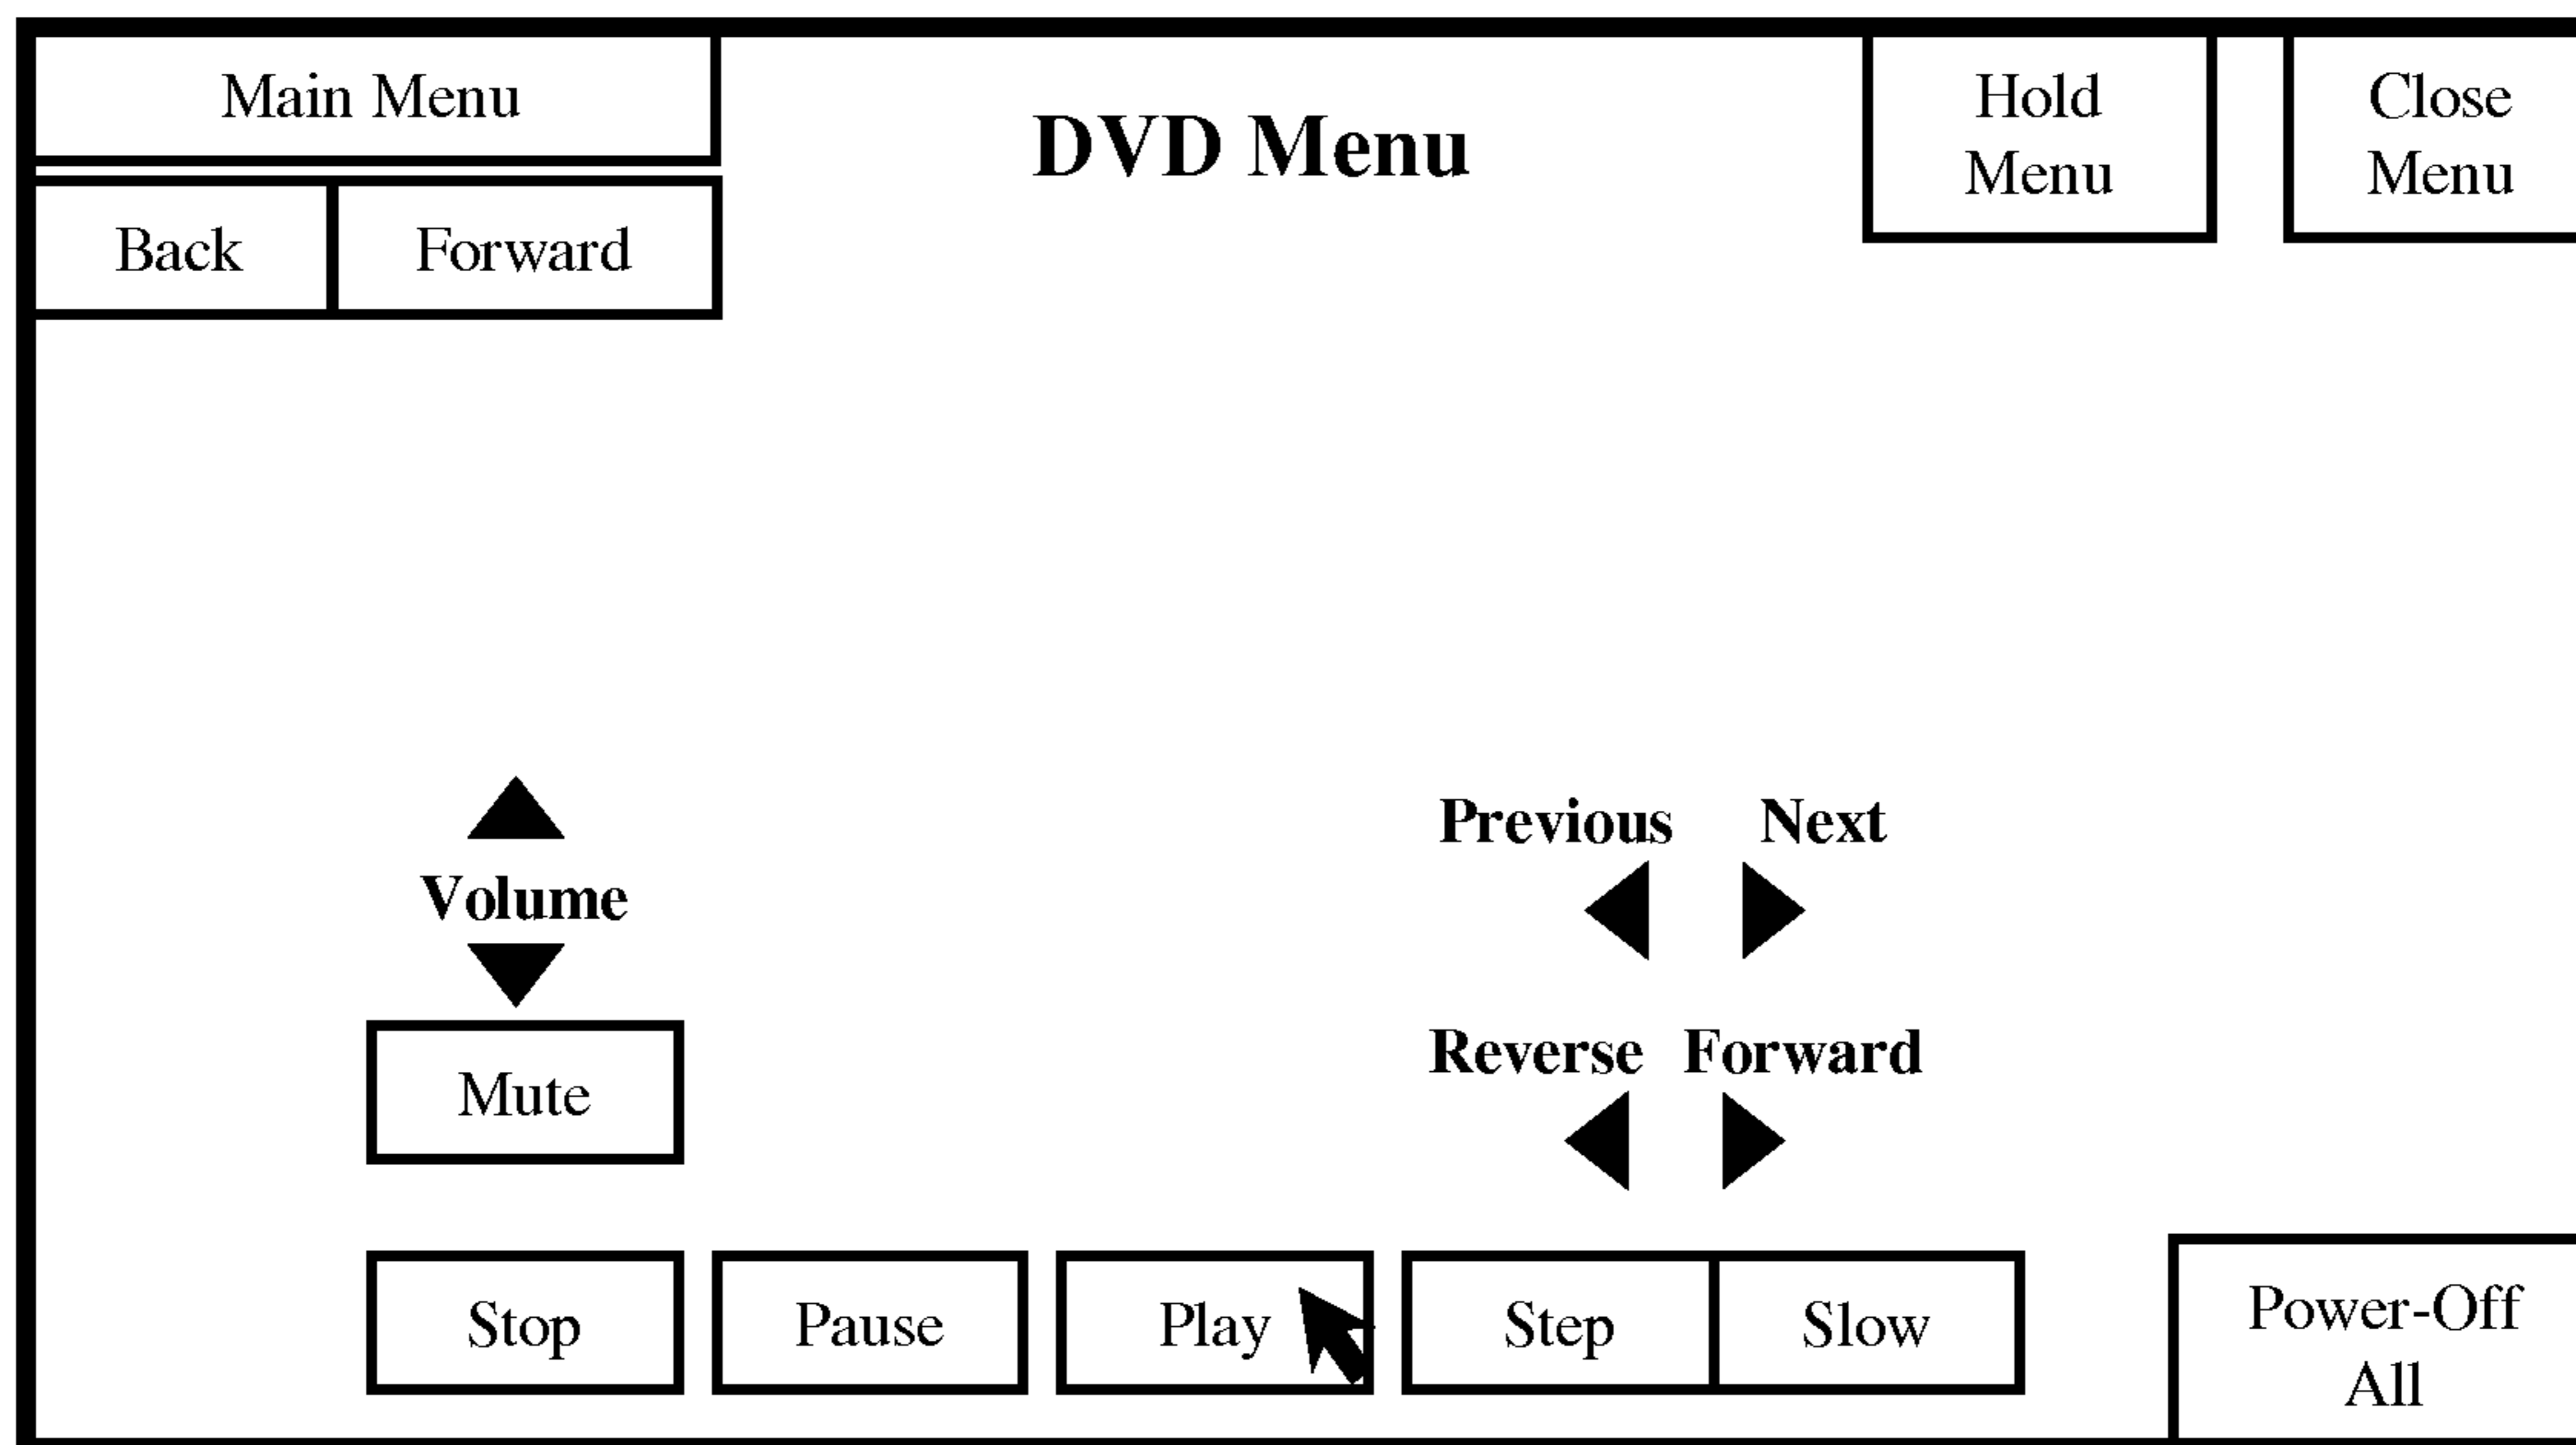 Main Menu
DVD Menu
Hold
Menu
Close
Menu
Back
Forward
Previous
Next
Volume
Reverse
Forward
Mute
Stop
Pause
Play
Step
Slow
Power-Off
All